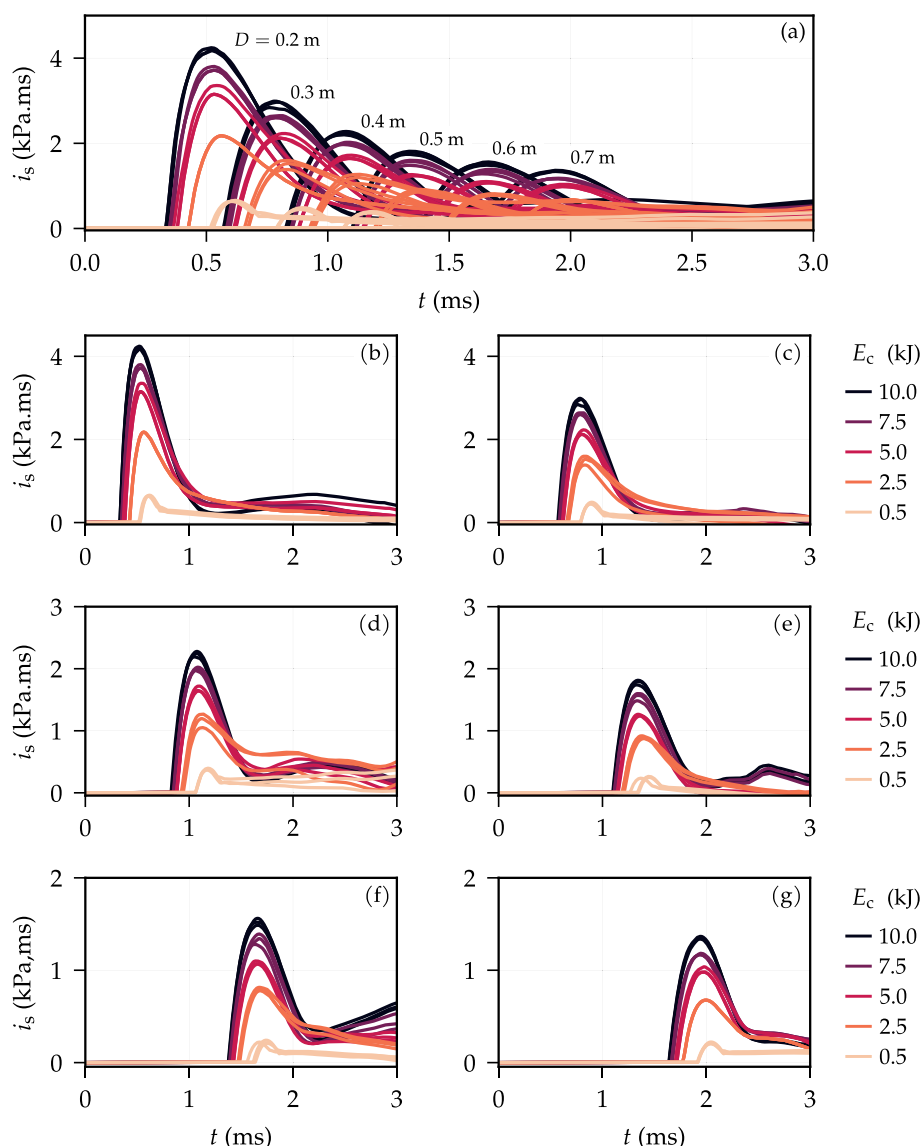 D = 0.2 m
(a)
0.3 m
0.4 m
0.5 m
0.6 m
0.7 m
4
2
0
i_s (kPa.ms)
0.0 0.5 1.0 1.5 2.0 2.5 3.0
t (ms)
(b)
4
2
0
i_s (kPa.ms)
0 1 2 3
(c)
4
2
0
0 1 2 3
E_c (kJ)
10.0
7.5
5.0
2.5
0.5
(d)
3
2
1
0
i_s (kPa.ms)
0 1 2 3
(e)
3
2
1
0
0 1 2 3
E_c (kJ)
10.0
7.5
5.0
2.5
0.5
(f)
2
1
0
i_s (kPa,ms)
0 1 2 3
t (ms)
(g)
2
1
0
0 1 2 3
t (ms)
E_c (kJ)
10.0
7.5
5.0
2.5
0.5